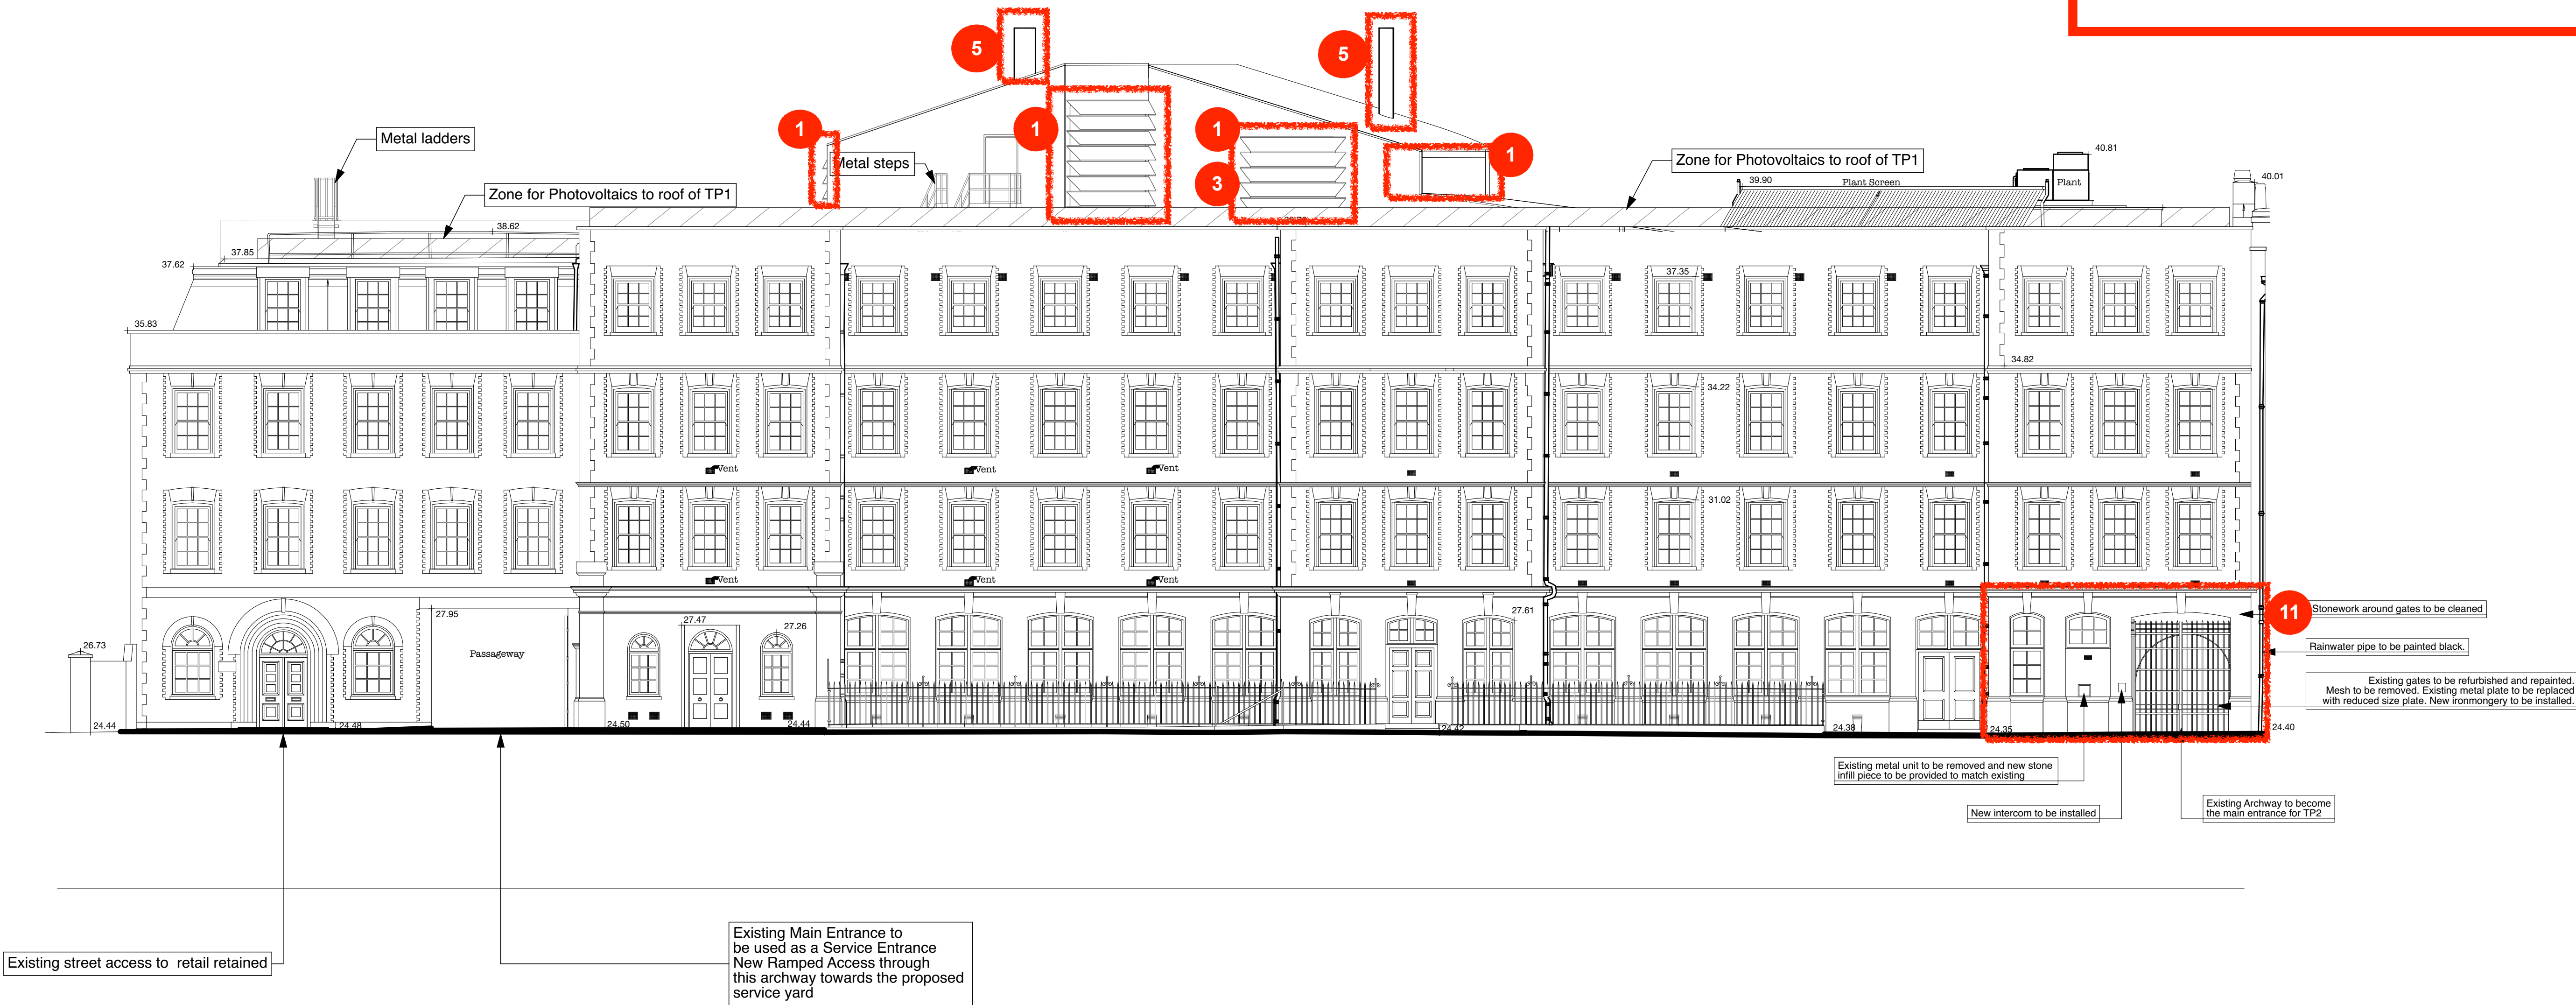 5
5
1
1
1
1
3
Metal ladders
Metal steps
Zone for Photovoltaics to roof of TP1
Zone for Photovoltaics to roof of TP1
40.81
39.90
Plant Screen
Plant
40.01
38.62
37.85
37.62
37.35
35.83
34.82
34.22
Vent
Vent
Vent
31.02
Vent
Vent
Vent
27.95
27.47
27.26
27.61
26.73
Passageway
11
Stonework around gates to be cleaned
Rainwater pipe to be painted black.
Existing gates to be refurbished and repainted.
Mesh to be removed. Existing metal plate to be replaced
with reduced size plate. New ironmongery to be installed.
24.44
24.48
24.50
24.44
24.42
24.38
24.35
24.40
Existing metal unit to be removed and new stone
infill piece to be provided to match existing
New intercom to be installed
Existing Archway to become
the main entrance for TP2
Existing street access to retail retained
Existing Main Entrance to
be used as a Service Entrance
New Ramped Access through
this archway towards the proposed
service yard